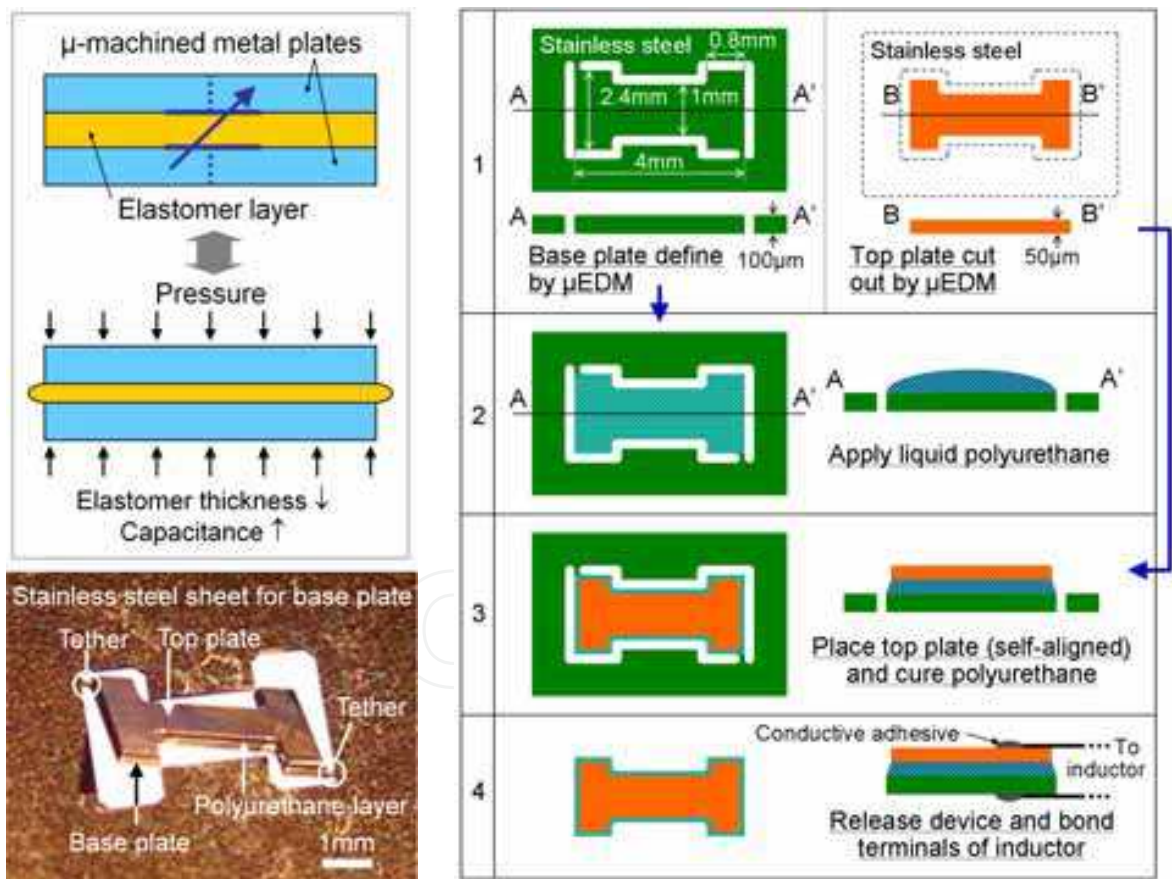 μ-machined metal plates
Elastomer layer
Pressure
Elastomer thickness ↓
Capacitance ↑
Stainless steel sheet for base plate
Tether
Top plate
Tether
Polyurethane layer
Base plate
1mm
1
Stainless steel
0.8mm
A
A'
2.4mm
1mm
4mm
A
A'
Base plate define
by μEDM
100μm
Stainless steel
B
B'
B
B'
Top plate cut
out by μEDM
50μm
2
A
A'
A
A'
Apply liquid polyurethane
3
Place top plate (self-aligned)
and cure polyurethane
4
Conductive adhesive
To
inductor
Release device and bond
terminals of inductor